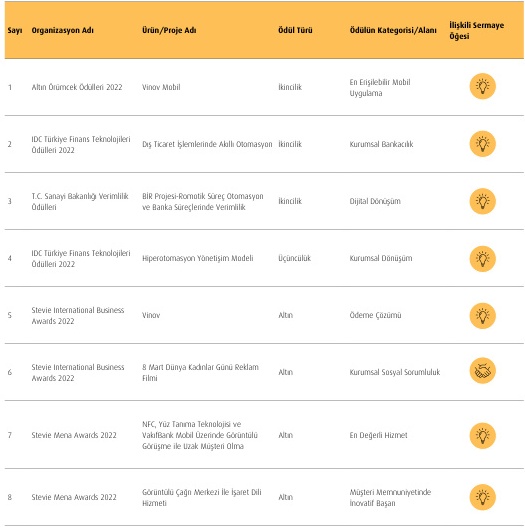 Sayı Organizasyon Adı Ürün/Proje Adı Ödül Türü Ödülün Kategorisi/Alanı İlişkili Sermaye
Öğesi
1 Altın Örümcek Ödülleri 2022 Vinov Mobil İkincilik En Erişilebilir Mobil
Uygulama
2 IDC Türkiye Finans Teknolojileri
Ödülleri 2022 Dış Ticaret İşlemlerinde Akıllı Otomasyon İkincilik Kurumsal Bankacılık
3 T.C. Sanayi Bakanlığı Verimlilik
Ödülleri BİR Projesi-Romotik Süreç Otomasyon
ve Banka Süreçlerinde Verimlilik İkincilik Dijital Dönüşüm
4 IDC Türkiye Finans Teknolojileri
Ödülleri 2022 Hiperotomasyon Yönetişim Modeli Üçüncülük Kurumsal Dönüşüm
5 Stevie International Business
Awards 2022 Vinov Altın Ödeme Çözümü
6 Stevie International Business
Awards 2022 8 Mart Dünya Kadınlar Günü Reklam
Filmi Altın Kurumsal Sosyal Sorumluluk
7 Stevie Mena Awards 2022 NFC, Yüz Tanıma Teknolojisi ve
VakıfBank Mobil Üzerinde Görüntülü
Görüşme ile Uzak Müşteri Olma Altın En Değerli Hizmet
8 Stevie Mena Awards 2022 Görüntülü Çağrı Merkezi İle İşaret Dili
Hizmeti Altın Müşteri Memnuniyetinde
İnovatif Başarı